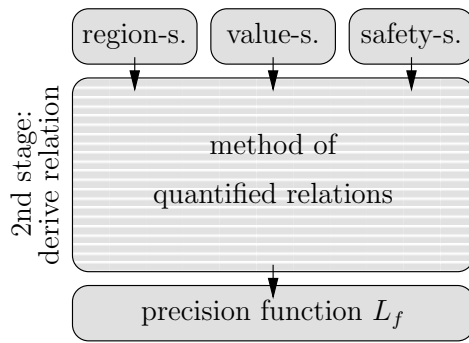 region-s. value-s. safety-s.
2nd stage:
derive relation
method of
quantified relations
precision function L_f